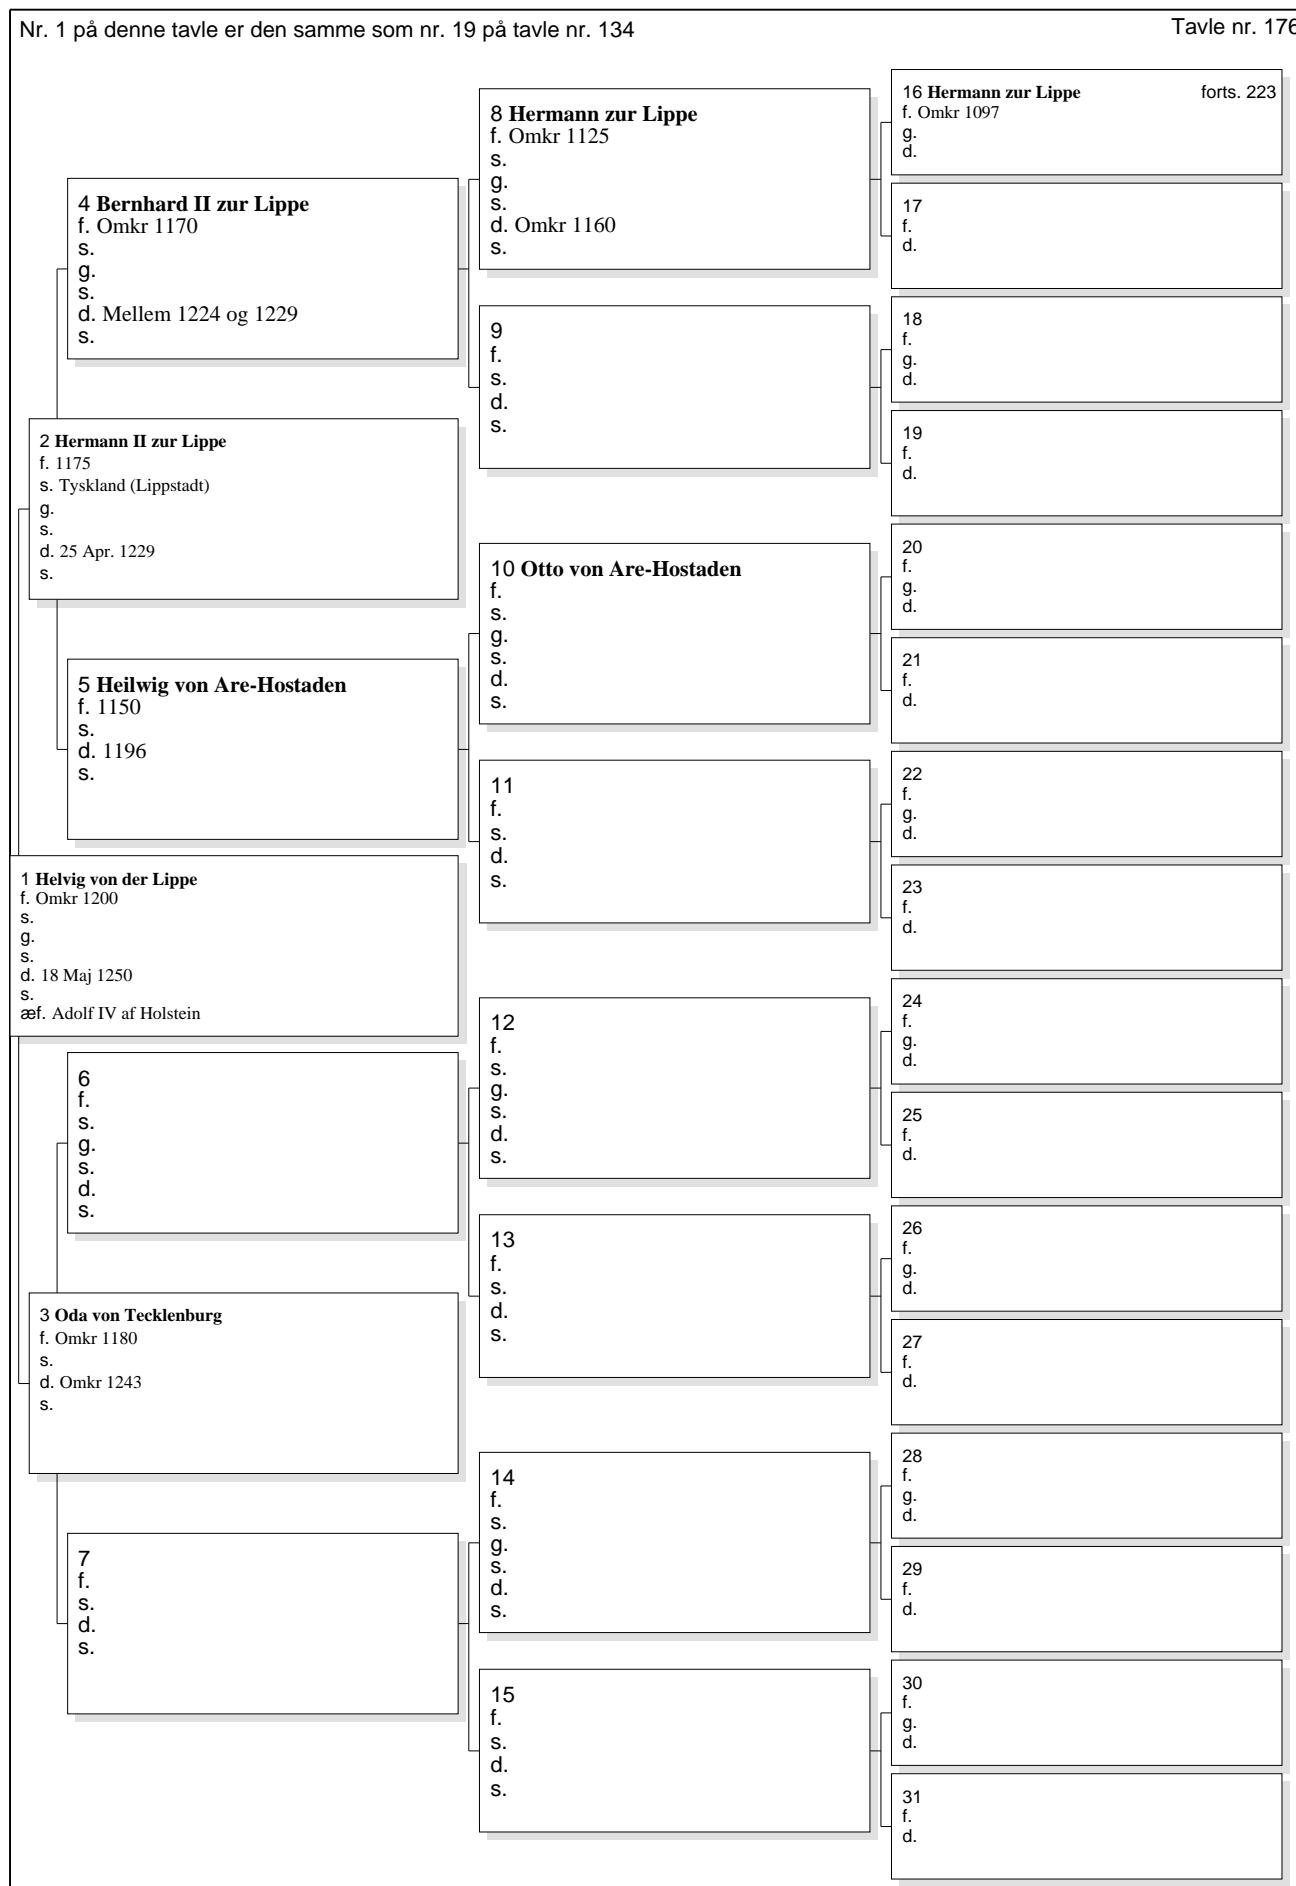 Nr. 1 på denne tavle er den samme som nr. 19 på tavle nr. 134
Tavle nr. 176
16 Hermann zur Lippe forts. 223
f. Omkr 1097
g.
d.
8 Hermann zur Lippe
f. Omkr 1125
s.
g.
s.
d. Omkr 1160
s.
17
f.
d.
4 Bernhard II zur Lippe
f. Omkr 1170
s.
g.
s.
d. Mellem 1224 og 1229
s.
18
f.
g.
d.
9
f.
s.
d.
s.
19
f.
d.
2 Hermann II zur Lippe
f. 1175
s. Tyskland (Lippstadt)
g.
s.
d. 25 Apr. 1229
s.
20
f.
g.
d.
10 Otto von Are-Hostaden
f.
s.
g.
s.
d.
s.
21
f.
d.
5 Heilwig von Are-Hostaden
f. 1150
s.
d. 1196
s.
22
f.
g.
d.
11
f.
s.
d.
s.
23
f.
d.
1 Helvig von der Lippe
f. Omkr 1200
s.
g.
s.
d. 18 Maj 1250
s.
æf. Adolf IV af Holstein
24
f.
g.
d.
12
f.
s.
g.
s.
d.
s.
25
f.
d.
6
f.
s.
g.
s.
d.
s.
26
f.
g.
d.
13
f.
s.
d.
s.
27
f.
d.
3 Oda von Tecklenburg
f. Omkr 1180
s.
d. Omkr 1243
s.
28
f.
g.
d.
14
f.
s.
g.
s.
d.
s.
29
f.
d.
7
f.
s.
d.
s.
30
f.
g.
d.
15
f.
s.
d.
s.
31
f.
d.